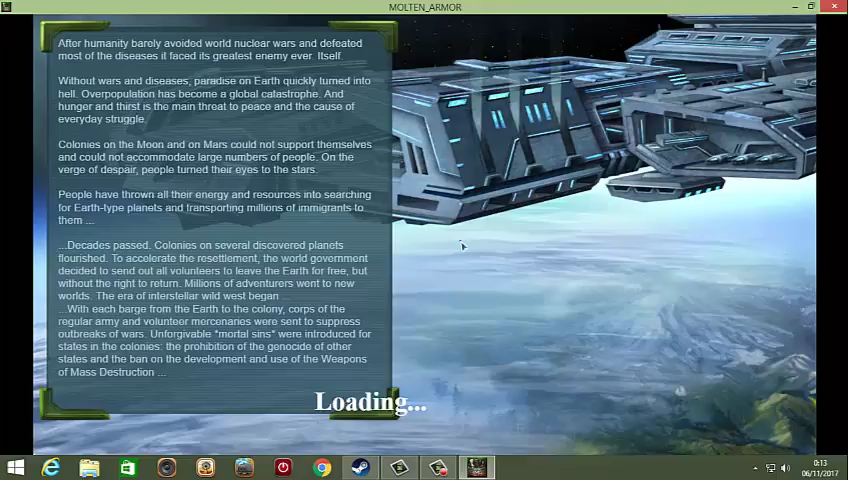 MOLTEN_ARMOR
After humanity barely avoided world nuclear wars and defeated
most of the diseases it faced its greatest enemy ever. Itself.
Without wars and diseases, paradise on Earth quickly turned into
hell. Overpopulation has become a global catastrophe. And
hunger and thirst is the main threat to peace and the cause of
everyday struggle.
Colonies on the Moon and on Mars could not support themselves
and could not accommodate large numbers of people. On the
verge of despair, people turned their eyes to the stars.
People have thrown all their energy and resources into searching
for Earth-type planets and transporting millions of immigrants to
them ...
...Decades passed. Colonies on several discovered planets
flourished. To accelerate the resettlement, the world government
decided to send out all volunteers to leave the Earth for free, but
without the right to return. Millions of adventurers went to new
worlds. The era of interstellar wild west began ...
...With each barge from the Earth to the colony, corps of the
regular army and volunteer mercenaries were sent to suppress
outbreaks of wars. Unforgivable "mortal sins" were introduced for
states in the colonies: the prohibition of the genocide of other
states and the ban on the development and use of the Weapons
of Mass Destruction ...
Loading...
0:13
06/11/2017